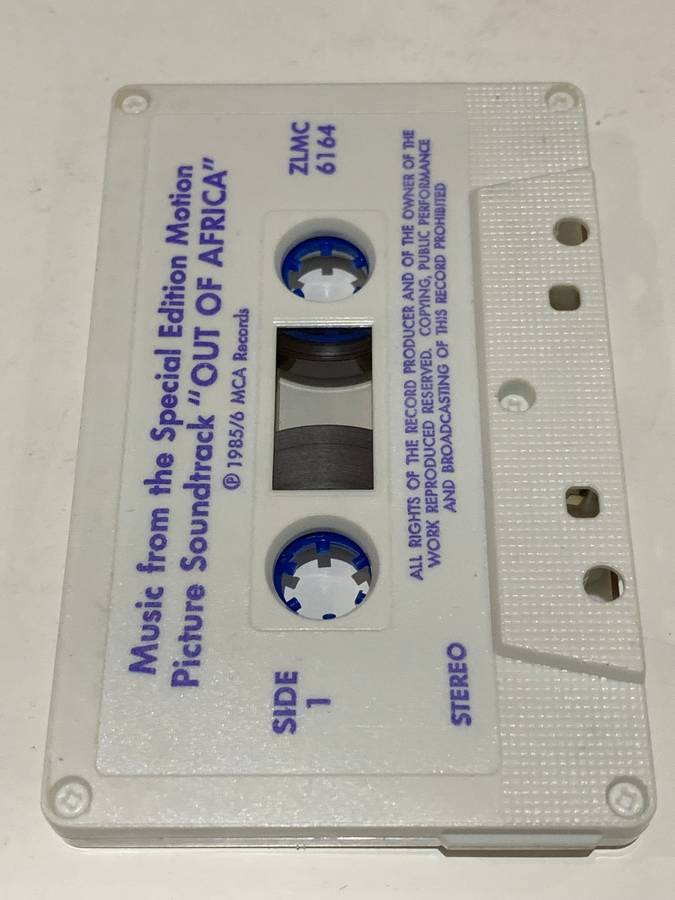 Music from the Special Edition Motion
Picture Soundtrack "OUT OF AFRICA"
℗ 1985/6 MCA Records
SIDE
1
ZLMC
6164
ALL RIGHTS OF THE RECORD PRODUCER AND OF THE OWNER OF THE
WORK REPRODUCED RESERVED. COPYING, PUBLIC PERFORMANCE
AND BROADCASTING OF THIS RECORD PROHIBITED
STEREO